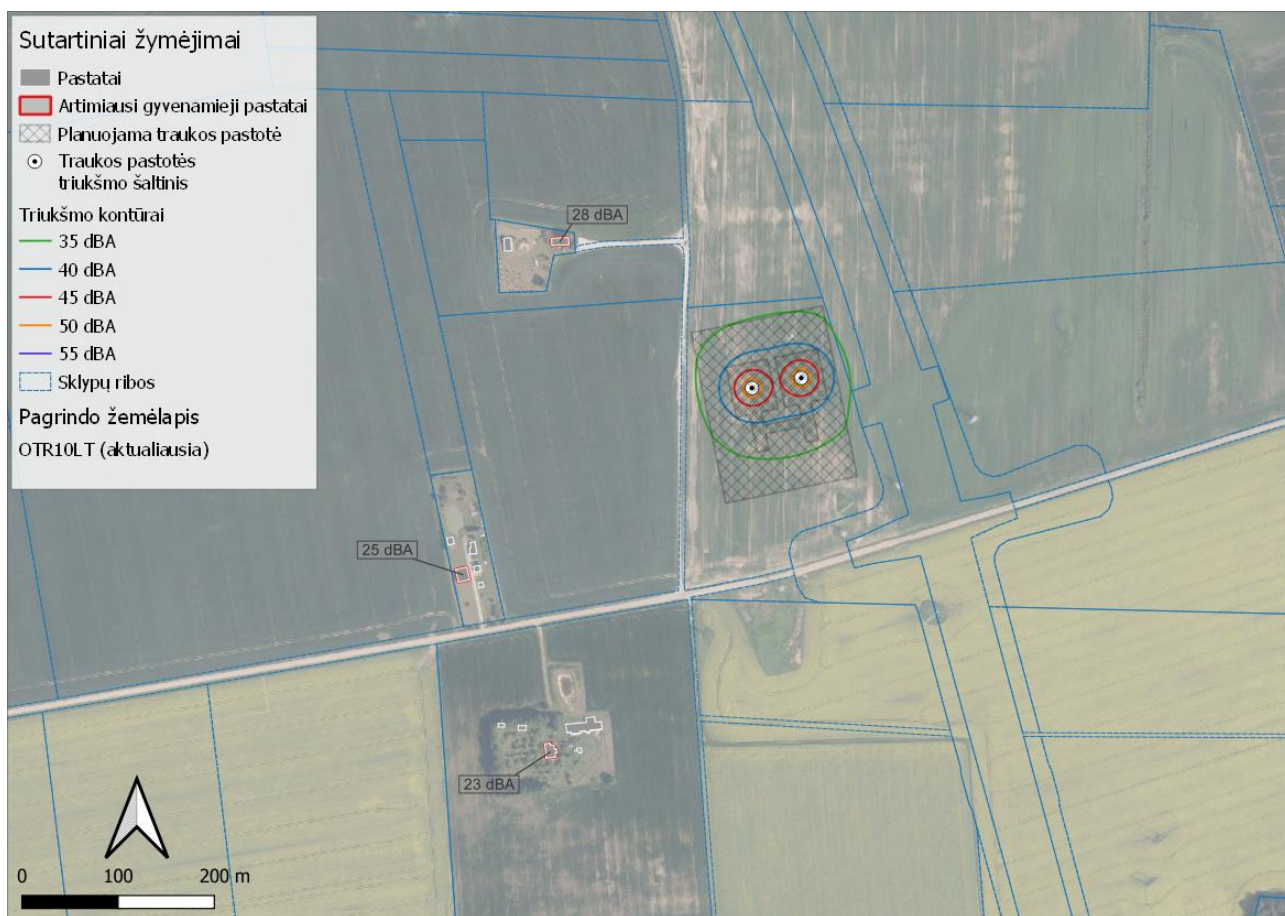 Sutartiniai žymėjimai
Pastatai
Artimiausi gyvenamieji pastatai
Planuojama traukos pastotė
Traukos pastotės
triukšmo šaltinis
Triukšmo kontūrai
35 dBA
40 dBA
45 dBA
50 dBA
55 dBA
Sklypų ribos
Pagrindo žemėlapis
OTR10LT (aktualiausia)
28 dBA
25 dBA
23 dBA
0 100 200 m